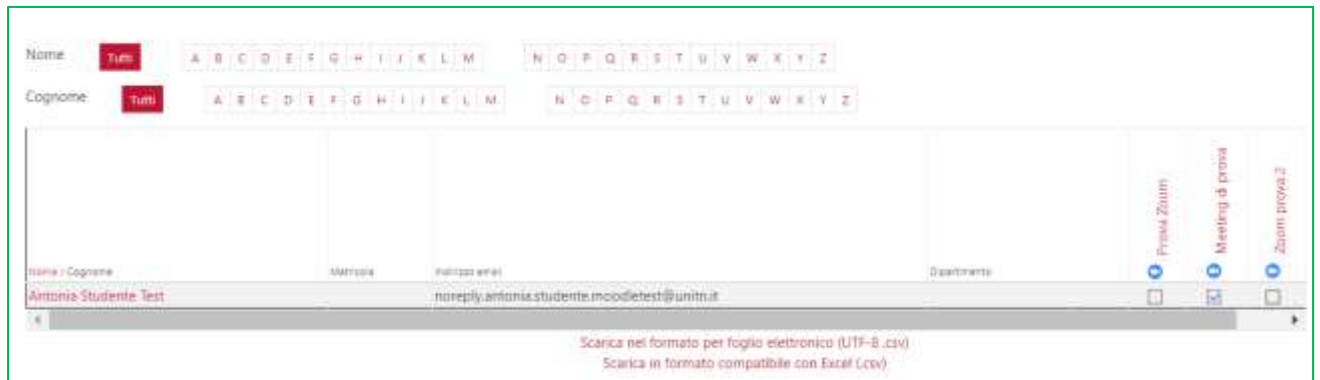 Nome Tutti A B C D E F G H I J K L M N O P Q R S T U V W X Y Z
Cognome Tutti A B C D E F G H I J K L M N O P Q R S T U V W X Y Z
Prova Zoom
Meeting di prova
Zoom prova 2
Nome / Cognome Matricola Indirizzo email Dipartimento
Antonia Studente Test noreply.antonia.studente.moodletest@unitn.it
Scarica nel formato per foglio elettronico (UTF-8 .csv)
Scarica in formato compatibile con Excel (.csv)